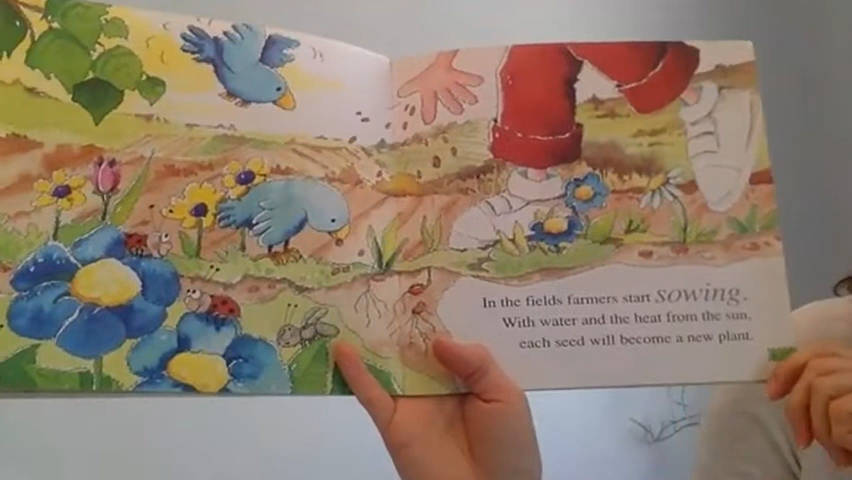 In the fields farmers start sowing.
With water and the heat from the sun,
each seed will become a new plant.